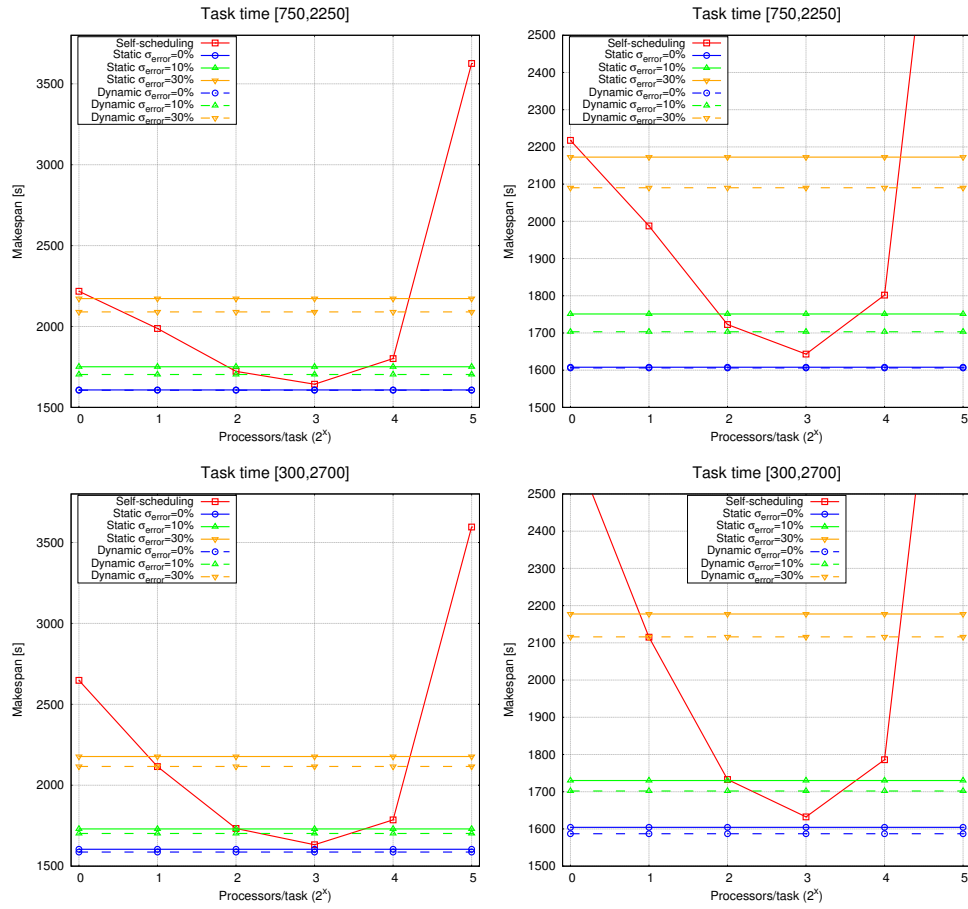 Task time [750,2250]
Self-scheduling
Static σerror=0%
Static σerror=10%
Static σerror=30%
Dynamic σerror=0%
Dynamic σerror=10%
Dynamic σerror=30%
Makespan [s]
3500
3000
2500
2000
1500
0 1 2 3 4 5
Processors/task (2^x)
Task time [750,2250]
Self-scheduling
Static σerror=0%
Static σerror=10%
Static σerror=30%
Dynamic σerror=0%
Dynamic σerror=10%
Dynamic σerror=30%
Makespan [s]
2500
2400
2300
2200
2100
2000
1900
1800
1700
1600
1500
0 1 2 3 4 5
Processors/task (2^x)
Task time [300,2700]
Self-scheduling
Static σerror=0%
Static σerror=10%
Static σerror=30%
Dynamic σerror=0%
Dynamic σerror=10%
Dynamic σerror=30%
Makespan [s]
3500
3000
2500
2000
1500
0 1 2 3 4 5
Processors/task (2^x)
Task time [300,2700]
Self-scheduling
Static σerror=0%
Static σerror=10%
Static σerror=30%
Dynamic σerror=0%
Dynamic σerror=10%
Dynamic σerror=30%
Makespan [s]
2500
2400
2300
2200
2100
2000
1900
1800
1700
1600
1500
0 1 2 3 4 5
Processors/task (2^x)